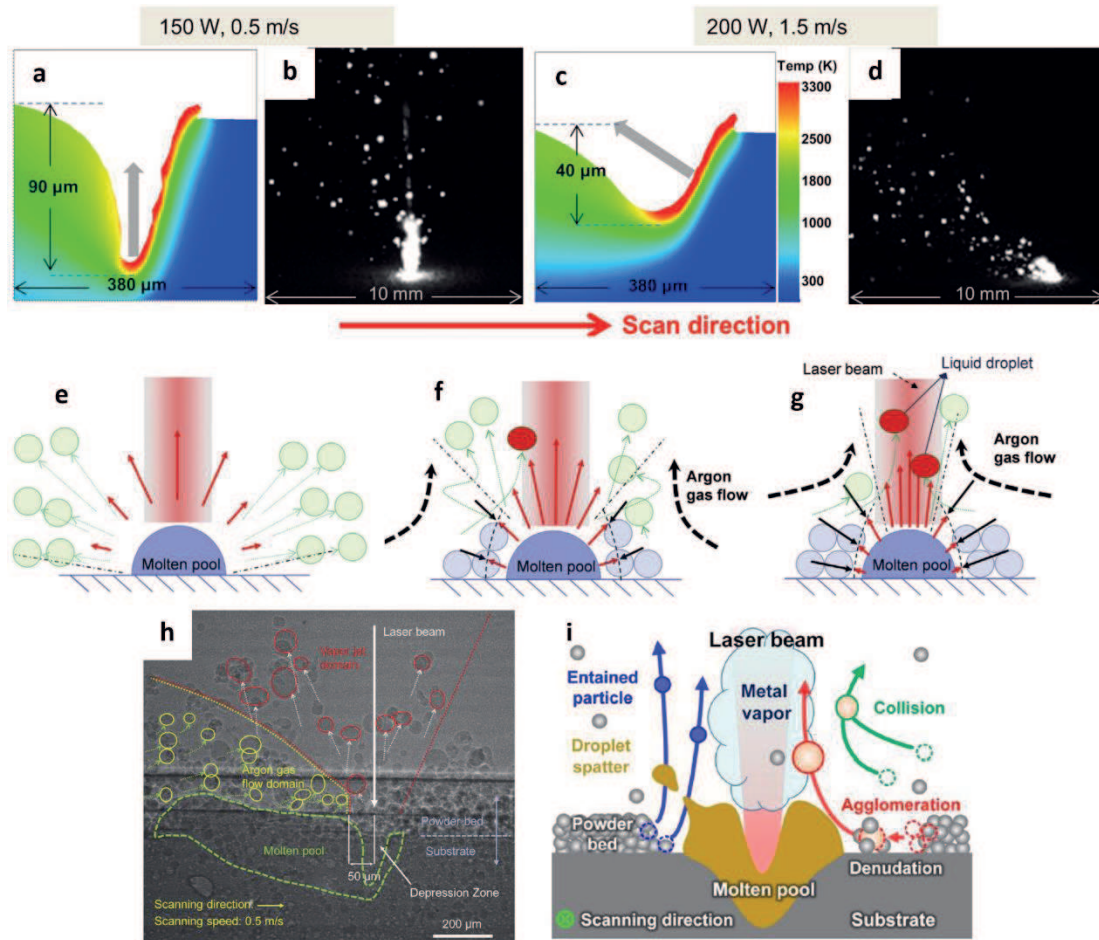 150 W, 0.5 m/s
200 W, 1.5 m/s
a
90 µm
380 µm
b
10 mm
c
40 µm
380 µm
Temp (K)
3300
2500
1800
1000
300
d
10 mm
Scan direction
e
Molten pool
f
Argon
gas flow
Molten pool
g
Laser beam
Liquid droplet
Argon
gas flow
Molten pool
h
Laser beam
Vapor jet
domain
Argon gas
flow domain
Powder bed
Substrate
Molten pool
50 µm
Depression Zone
Scanning direction
Scanning speed: 0.5 m/s
200 µm
i
Laser beam
Entained
particle
Metal
vapor
Collision
Droplet
spatter
Agglomeration
Powder
bed
Denudation
Molten pool
Scanning direction
Substrate